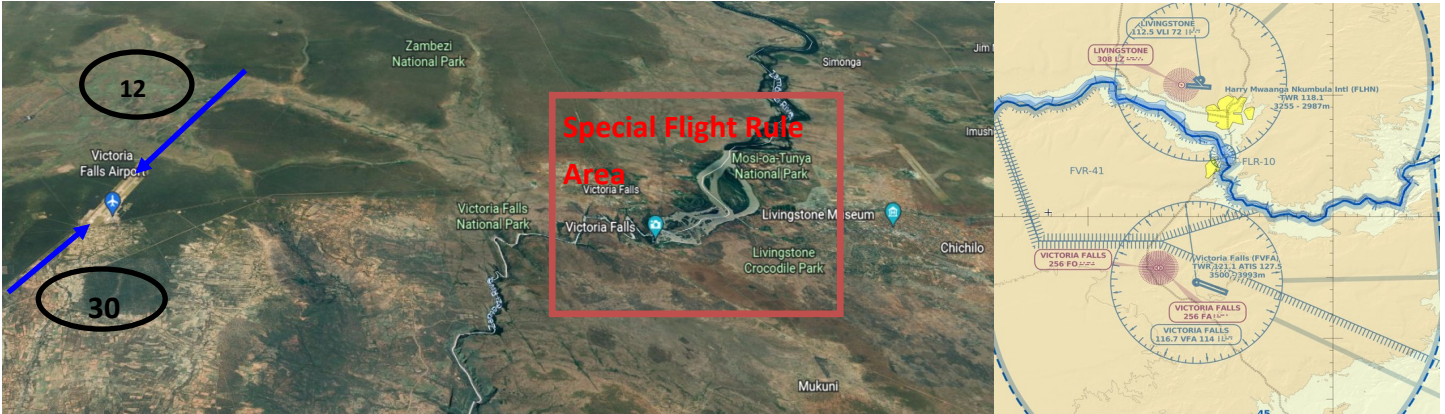 Zambezi
National Park
Simonga
Jim
12
Special Flight Rule
Area
Imush
Victoria
Falls Airport
Mosi-oa-Tunya
National Park
Victoria Falls
Victoria Falls
National Park
Victoria Falls
Livingstone Museum
Chichilo
Livingstone
Crocodile Park
30
Mukuni
LIVINGSTONE
112.5 VLI 72
LIVINGSTONE
308 LZ
Harry Mwaanga Nkumbula Intl (FLHN)
TWR 118.1
3255 - 2987m
FLR-10
FVR-41
VICTORIA FALLS
256 FO
Victoria Falls (FVFA)
TWR 121.1 ATIS 127.5
3500 - 3993m
VICTORIA FALLS
256 FA
VICTORIA FALLS
116.7 VFA 114
45